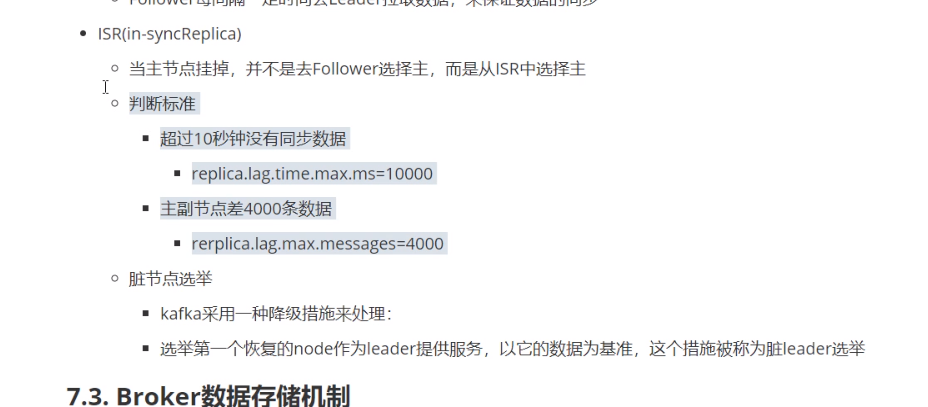 Follower每间隔一定时间去Leader拉取数据，来保证数据的同步
ISR(in-syncReplica)
当主节点挂掉，并不是去Follower选择主，而是从ISR中选择主
判断标准
超过10秒钟没有同步数据
replica.lag.time.max.ms=10000
主副节点差4000条数据
rerplica.lag.max.messages=4000
脏节点选举
kafka采用一种降级措施来处理：
选举第一个恢复的node作为leader提供服务，以它的数据为基准，这个措施被称为脏leader选举
7.3. Broker数据存储机制